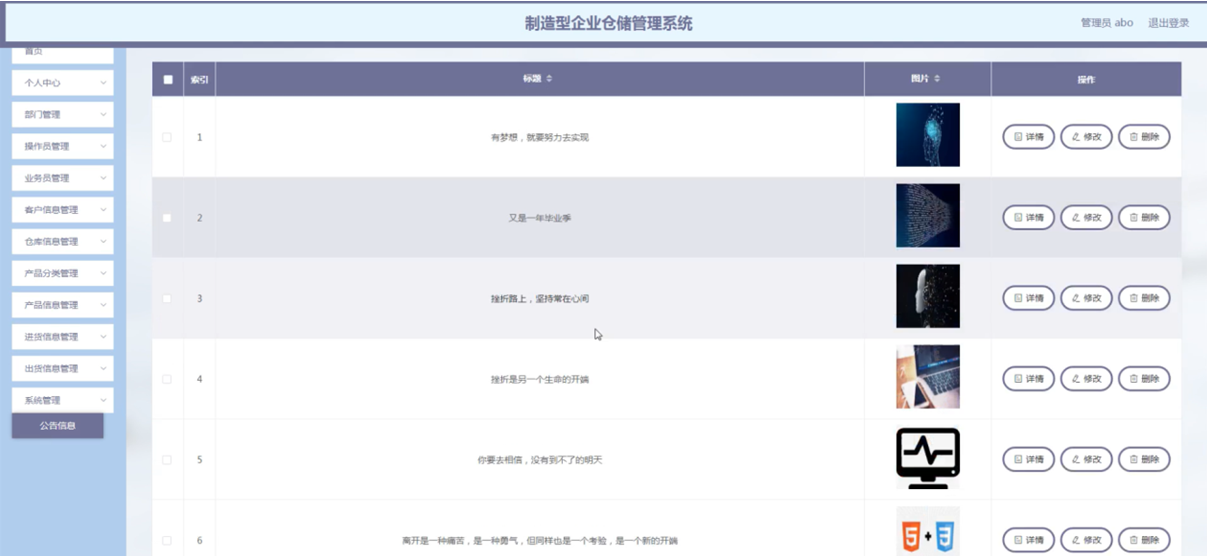 制造型企业仓储管理系统
管理员 abo 退出登录
首页
个人中心
部门管理
操作员管理
业务员管理
客户信息管理
仓库信息管理
产品分类管理
产品信息管理
进货信息管理
出货信息管理
系统管理
公告信息
索引 标题 图片 操作
1 有梦想，就要努力去实现 详情 修改 删除
2 又是一年毕业季 详情 修改 删除
3 挫折路上，坚持常在心间 详情 修改 删除
4 挫折是另一个生命的开端 详情 修改 删除
5 你要去相信，没有到不了的明天 详情 修改 删除
6 离开是一种痛苦，是一种勇气，但同样也是一个考验，是一个新的开端 5 + 3 详情 修改 删除